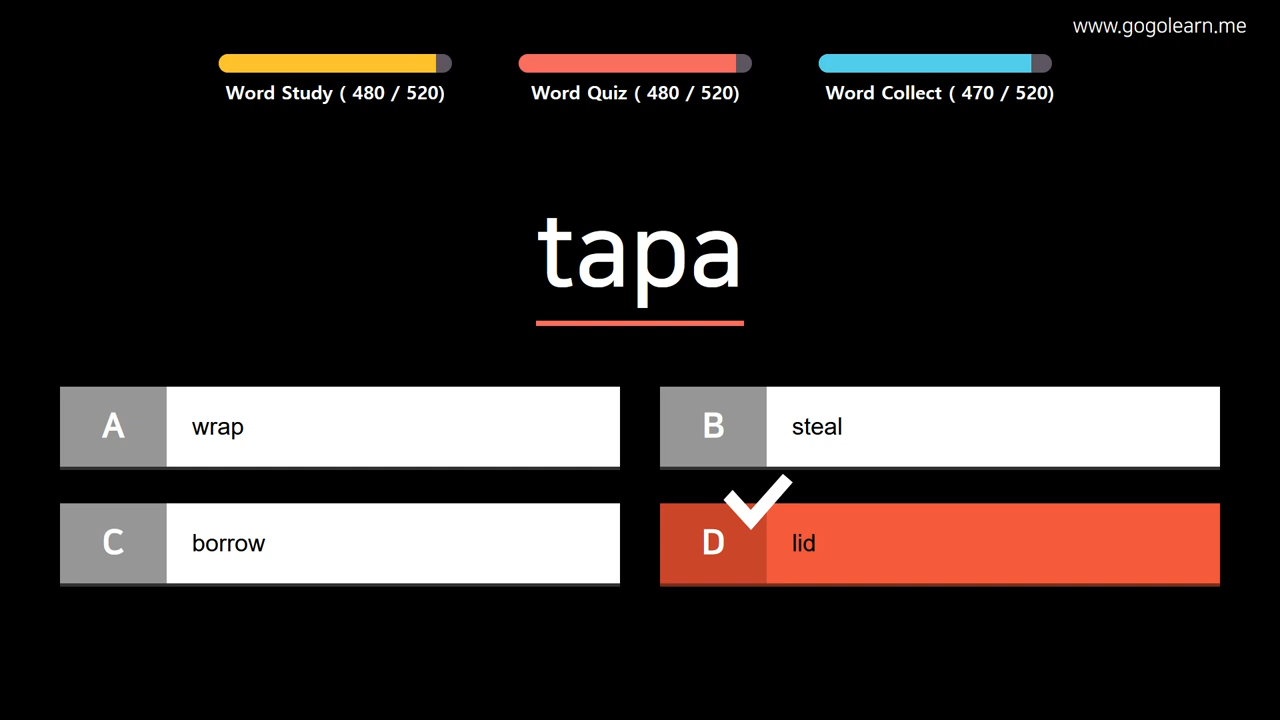 www.gogolearn.me
Word Study ( 480 / 520)
Word Quiz ( 480 / 520)
Word Collect ( 470 / 520)
tapa
A wrap
B steal
C borrow
D lid